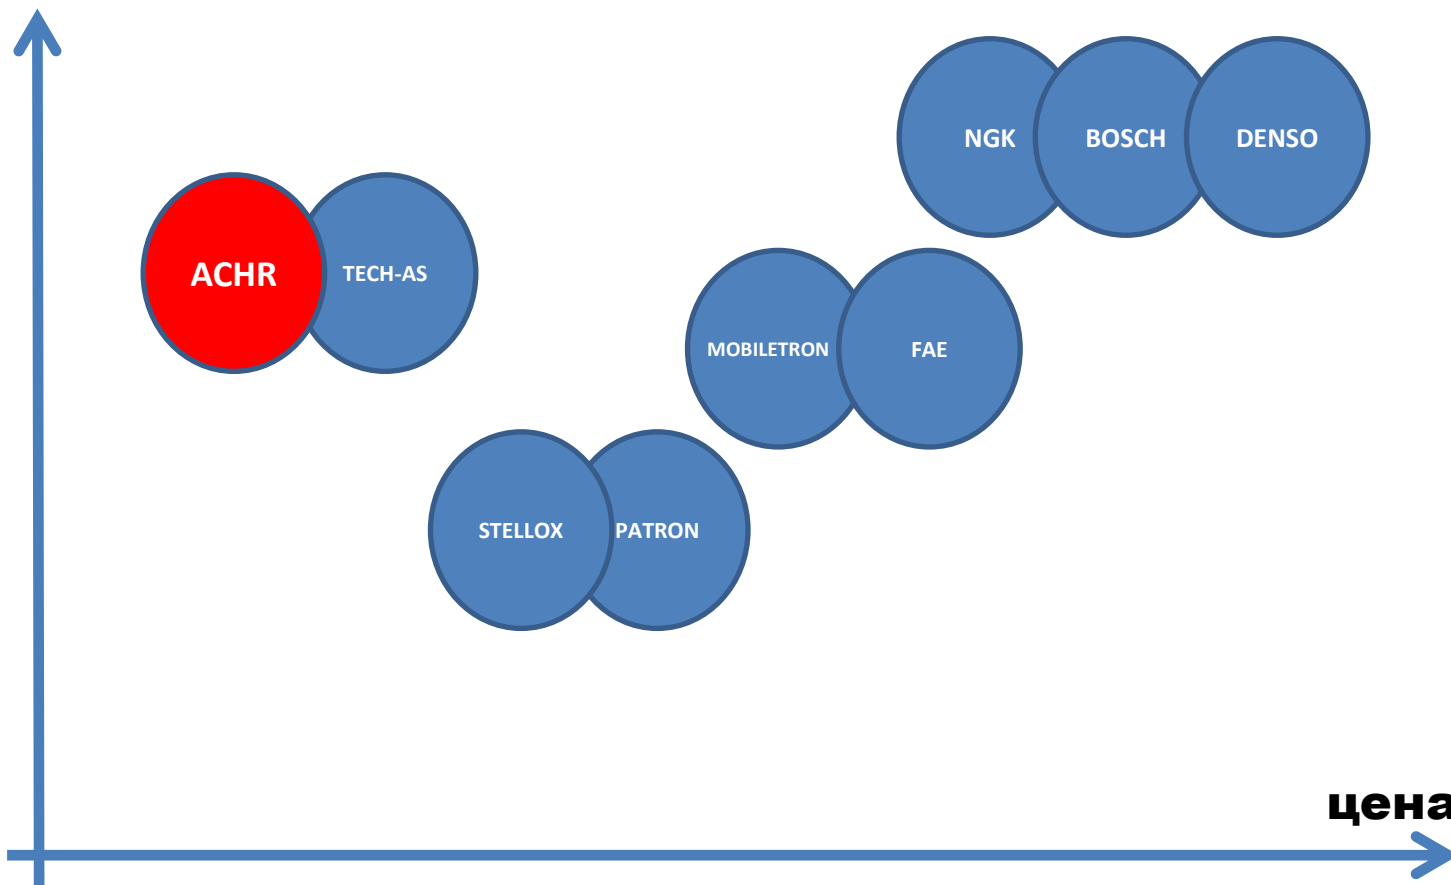 NGK
BOSCH
DENSO
ACHR
TECH-AS
MOBILETRON
FAE
STELLOX
PATRON
цена